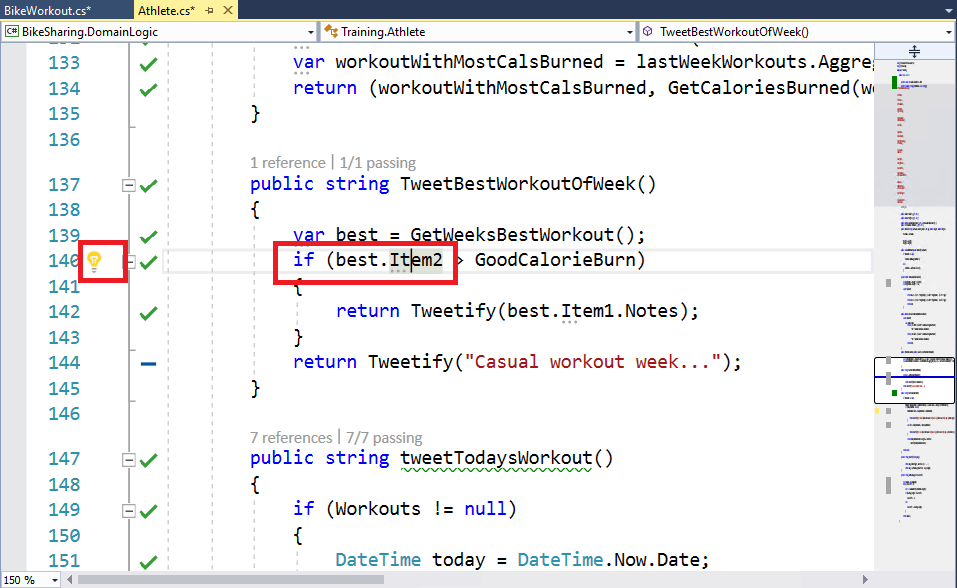 BikeWorkout.cs* Athlete.cs*
C# BikeSharing.DomainLogic Training.Athlete TweetBestWorkoutOfWeek()
133 var workoutWithMostCalsBurned = lastWeekWorkouts.Aggreg
134 return (workoutWithMostCalsBurned, GetCaloriesBurned(wo
135 }
136
1 reference | 1/1 passing
137 public string TweetBestWorkoutOfWeek()
138 {
139 var best = GetWeeksBestWorkout();
140 if (best.Item2 > GoodCalorieBurn)
141 {
142 return Tweetify(best.Item1.Notes);
143 }
144 return Tweetify("Casual workout week...");
145 }
146
7 references | 7/7 passing
147 public string tweetTodaysWorkout()
148 {
149 if (Workouts != null)
150 {
151 DateTime today = DateTime.Now.Date;
150 %